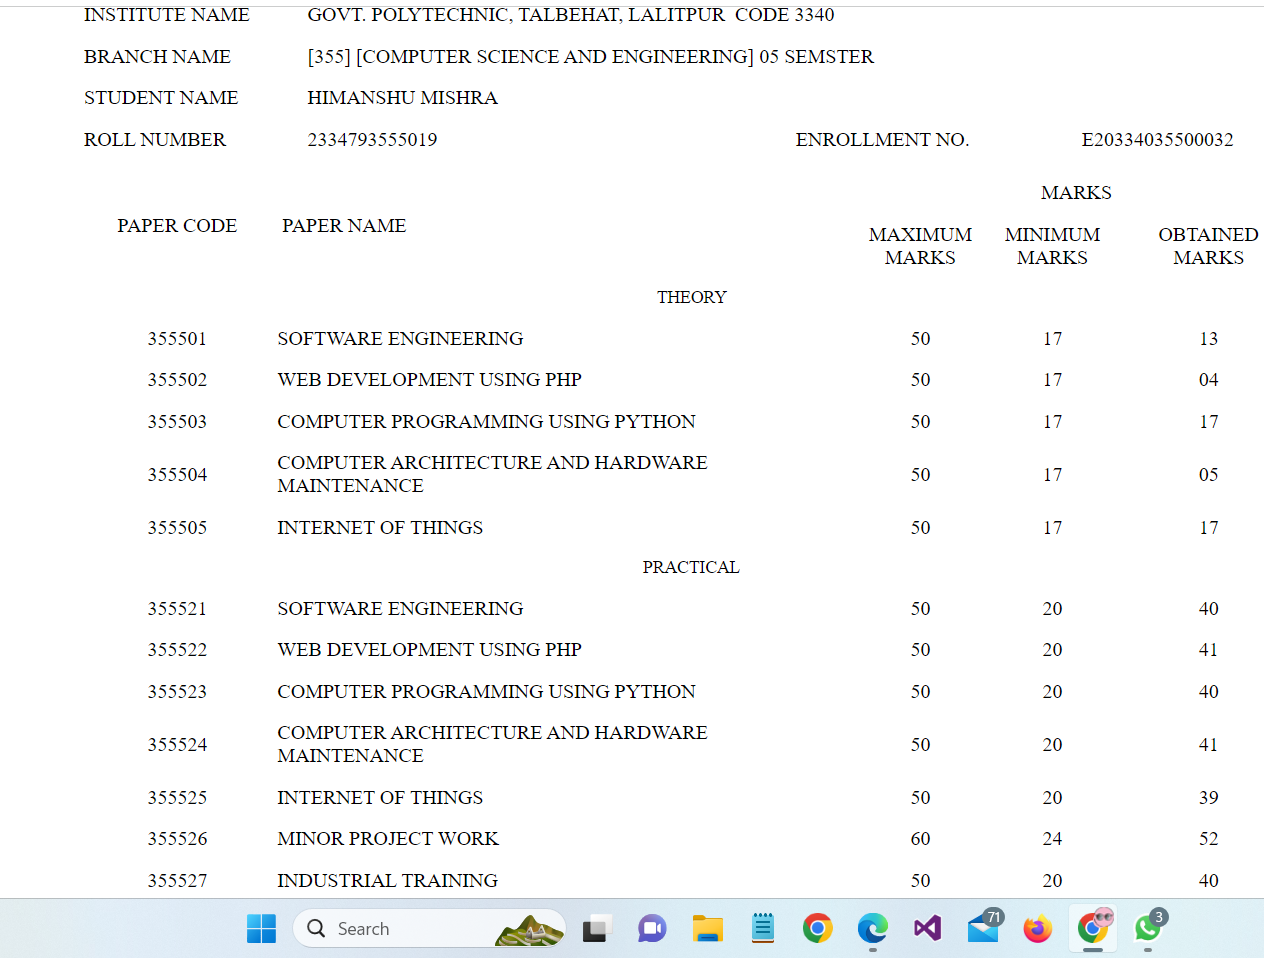 INSTITUTE NAME GOVT. POLYTECHNIC, TALBEHAT, LALITPUR CODE 3340
BRANCH NAME [355] [COMPUTER SCIENCE AND ENGINEERING] 05 SEMSTER
STUDENT NAME HIMANSHU MISHRA
ROLL NUMBER 2334793555019 ENROLLMENT NO. E20334035500032
MARKS
PAPER CODE PAPER NAME
MAXIMUM MARKS MINIMUM MARKS OBTAINED MARKS
THEORY
355501 SOFTWARE ENGINEERING 50 17 13
355502 WEB DEVELOPMENT USING PHP 50 17 04
355503 COMPUTER PROGRAMMING USING PYTHON 50 17 17
355504 COMPUTER ARCHITECTURE AND HARDWARE MAINTENANCE 50 17 05
355505 INTERNET OF THINGS 50 17 17
PRACTICAL
355521 SOFTWARE ENGINEERING 50 20 40
355522 WEB DEVELOPMENT USING PHP 50 20 41
355523 COMPUTER PROGRAMMING USING PYTHON 50 20 40
355524 COMPUTER ARCHITECTURE AND HARDWARE MAINTENANCE 50 20 41
355525 INTERNET OF THINGS 50 20 39
355526 MINOR PROJECT WORK 60 24 52
355527 INDUSTRIAL TRAINING 50 20 40
Search 71 3